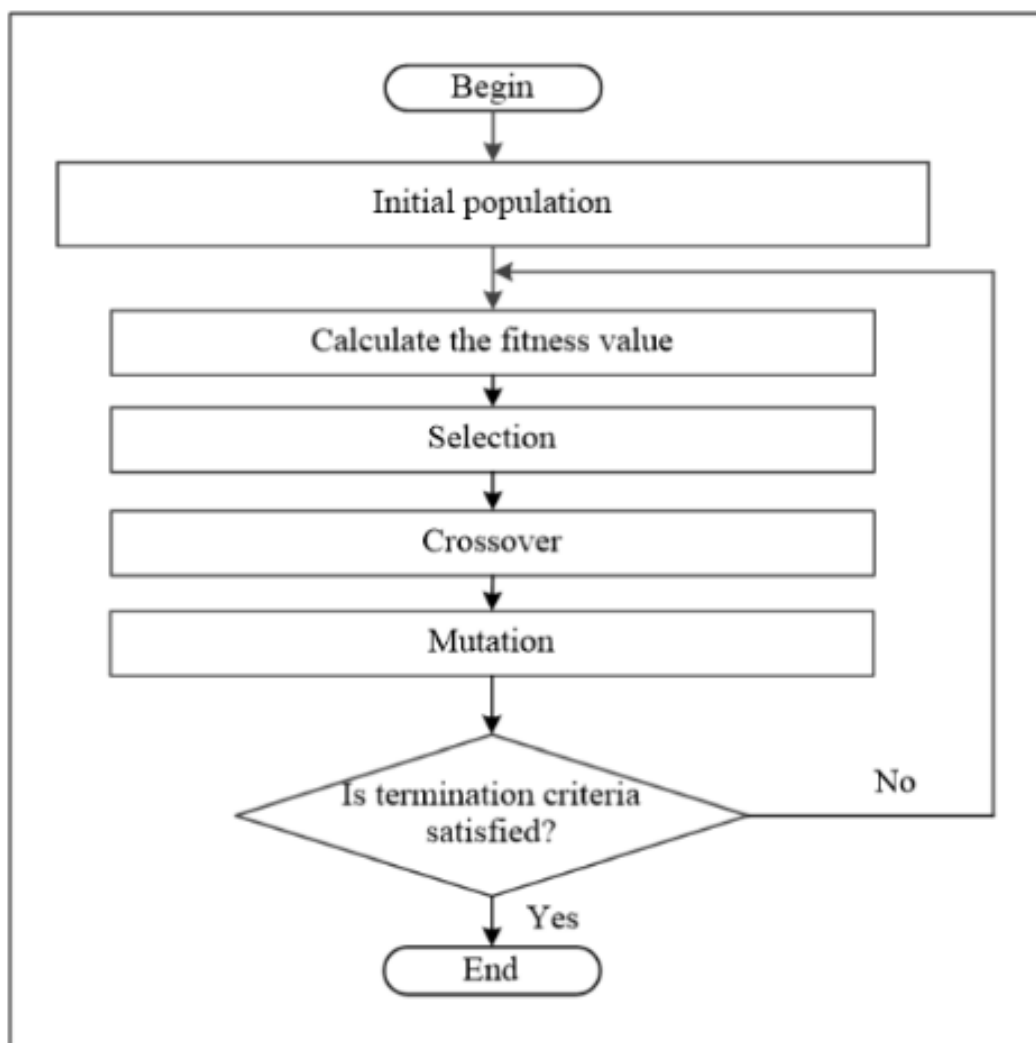 Begin
Initial population
Calculate the fitness value
Selection
Crossover
Mutation
Is termination criteria
satisfied?
No
Yes
End